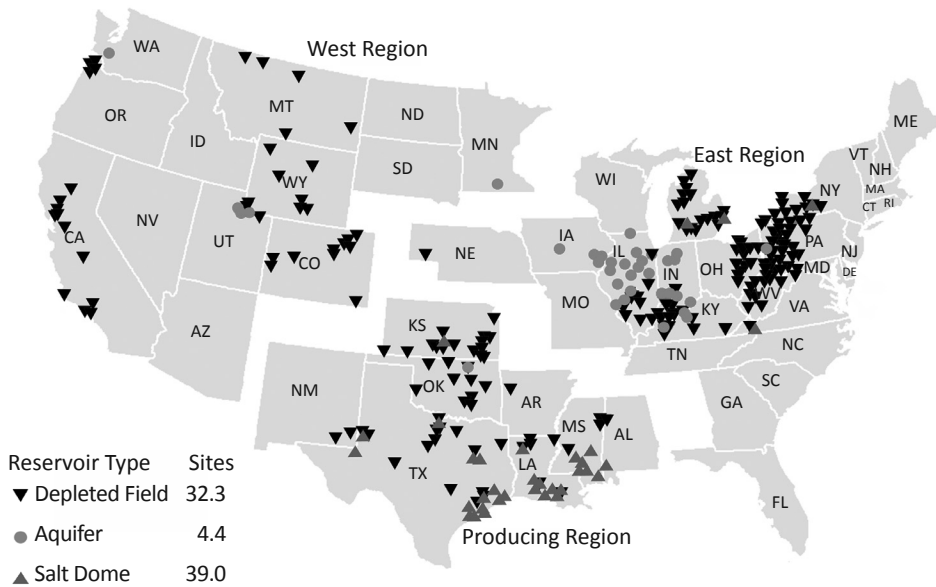 West Region
WA
MT
ND
MN
OR
ID
SD
WY
WI
East Region
VT
NH
ME
NY
MA
CT
RI
CA
NV
UT
CO
NE
IA
IL
IN
OH
PA
NJ
MD
DE
WV
VA
MO
KY
AZ
KS
TN
NC
NM
OK
AR
SC
MS
AL
GA
TX
LA
FL
Producing Region
Reservoir Type Sites
Depleted Field 32.3
Aquifer 4.4
Salt Dome 39.0